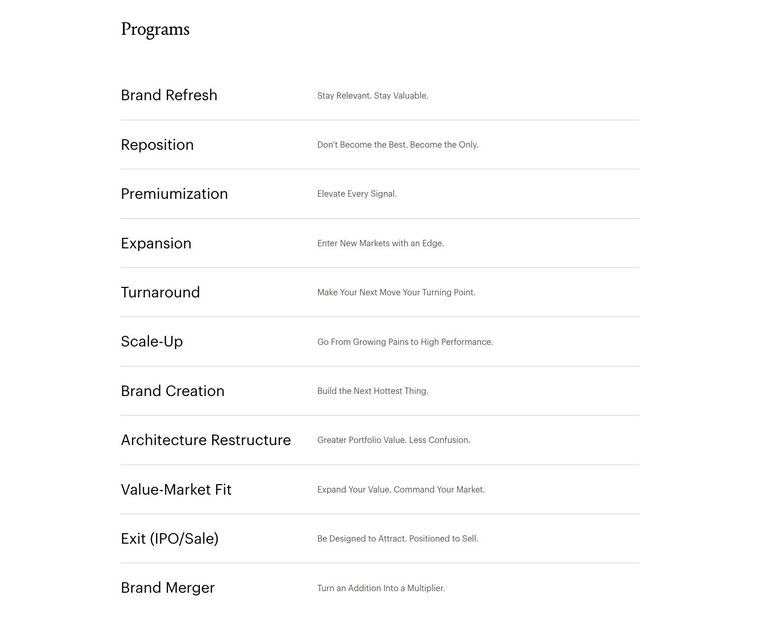 Programs
Brand Refresh Stay Relevant. Stay Valuable.
Reposition Don't Become the Best. Become the Only.
Premiumization Elevate Every Signal.
Expansion Enter New Markets with an Edge.
Turnaround Make Your Next Move Your Turning Point.
Scale-Up Go From Growing Pains to High Performance.
Brand Creation Build the Next Hottest Thing.
Architecture Restructure Greater Portfolio Value. Less Confusion.
Value-Market Fit Expand Your Value. Command Your Market.
Exit (IPO/Sale) Be Designed to Attract. Positioned to Sell.
Brand Merger Turn an Addition Into a Multiplier.